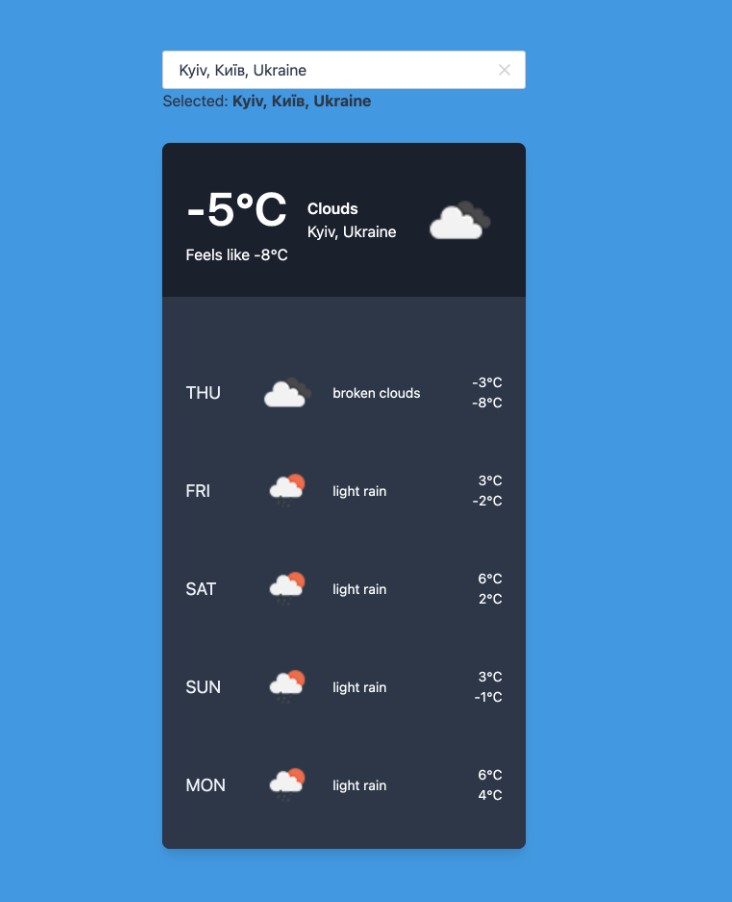 Kyiv, Київ, Ukraine
Selected: Kyiv, Київ, Ukraine
-5°C
Clouds
Kyiv, Ukraine
Feels like -8°C
THU
broken clouds
-3°C
-8°C
FRI
light rain
3°C
-2°C
SAT
light rain
6°C
2°C
SUN
light rain
3°C
-1°C
MON
light rain
6°C
4°C